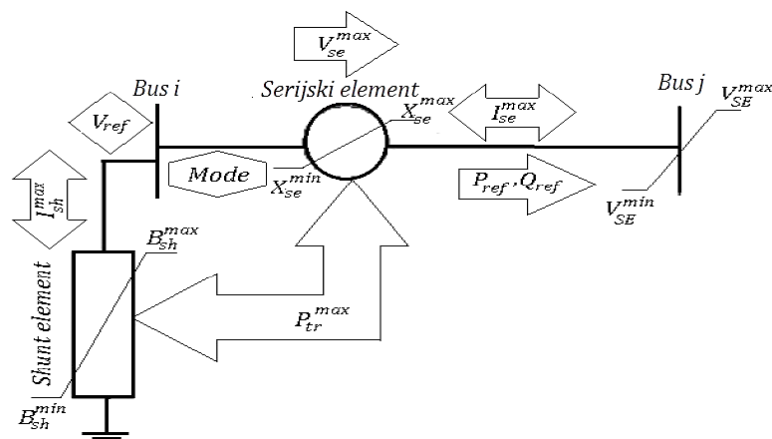 V_se^max
Bus i
Serijski element
Bus j
V_SE^max
X_se^max
I_se^max
V_ref
Mode
X_se^min
P_ref, Q_ref
V_SE^min
I_sh^max
B_sh^max
P_tr^max
Shunt element
B_sh^min